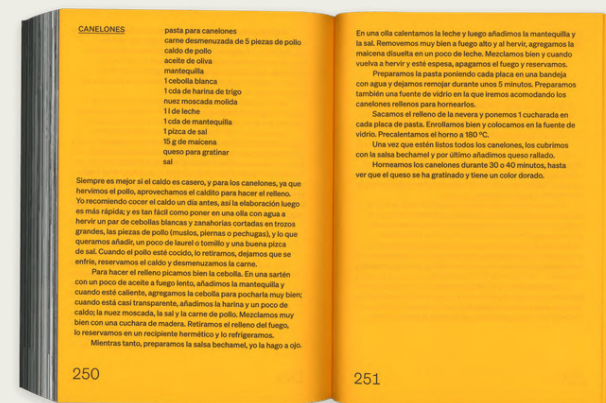 CANELONES
pasta para canelones
carne desmenuzada de 5 piezas de pollo
caldo de pollo
aceite de oliva
mantequilla
1 cebolla blanca
1 cda de harina de trigo
nuez moscada molida
1 l de leche
1 cda de mantequilla
1 pizca de sal
15 g de maicena
queso para gratinar
sal
Siempre es mejor si el caldo es casero, y para los canelones, ya que
hervimos el pollo, aprovechamos el caldito para hacer el relleno.
Yo recomiendo cocer el caldo un día antes, así la elaboración luego
es más rápida; y es tan fácil como poner en una olla con agua a
hervir un par de cebollas blancas y zanahorias cortadas en trozos
grandes, las piezas de pollo (muslos, piernas o pechugas), y lo que
queramos añadir, un poco de laurel o tomillo y una buena pizca
de sal. Cuando el pollo esté cocido, lo retiramos, dejamos que se
enfríe, reservamos el caldo y desmenuzamos la carne.
Para hacer el relleno picamos bien la cebolla. En una sartén
con un poco de aceite a fuego lento, añadimos la mantequilla y
cuando esté caliente, agregamos la cebolla para pocharla muy bien;
cuando está casi transparente, añadimos la harina y un poco de
caldo; la nuez moscada, la sal y la carne de pollo. Mezclamos muy
bien con una cuchara de madera. Retiramos el relleno del fuego,
lo reservamos en un recipiente hermético y lo refrigeramos.
Mientras tanto, preparamos la salsa bechamel, yo la hago a ojo.
250
En una olla calentamos la leche y luego añadimos la mantequilla y
la sal. Removemos muy bien a fuego alto y al hervir, agregamos la
maicena disuelta en un poco de leche. Mezclamos bien y cuando
vuelva a hervir y esté espesa, apagamos el fuego y reservamos.
Preparamos la pasta poniendo cada placa en una bandeja
con agua y dejamos remojar durante unos 5 minutos. Preparamos
también una fuente de vidrio en la que iremos acomodando los
canelones rellenos para hornearlos.
Sacamos el relleno de la nevera y ponemos 1 cucharada en
cada placa de pasta. Enrollamos bien y colocamos en la fuente de
vidrio. Precalentamos el horno a 180 ºC.
Una vez que estén listos todos los canelones, los cubrimos
con la salsa bechamel y por último añadimos queso rallado.
Horneamos los canelones durante 30 o 40 minutos, hasta
ver que el queso se ha gratinado y tiene un color dorado.
251